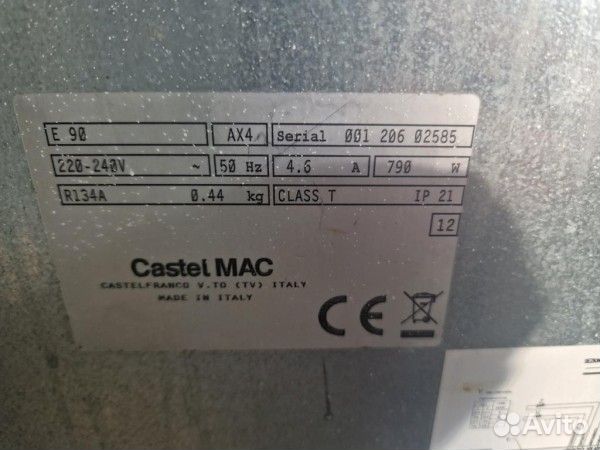 E 90 AX4 Serial 001 206 02585
220-240V ~ 50 Hz 4.6 A 790 W
R134A 0.44 kg CLASS T IP 21
12
Castel MAC
CASTELFRANCO V.TO (TV) ITALY
MADE IN ITALY
CE
Avito